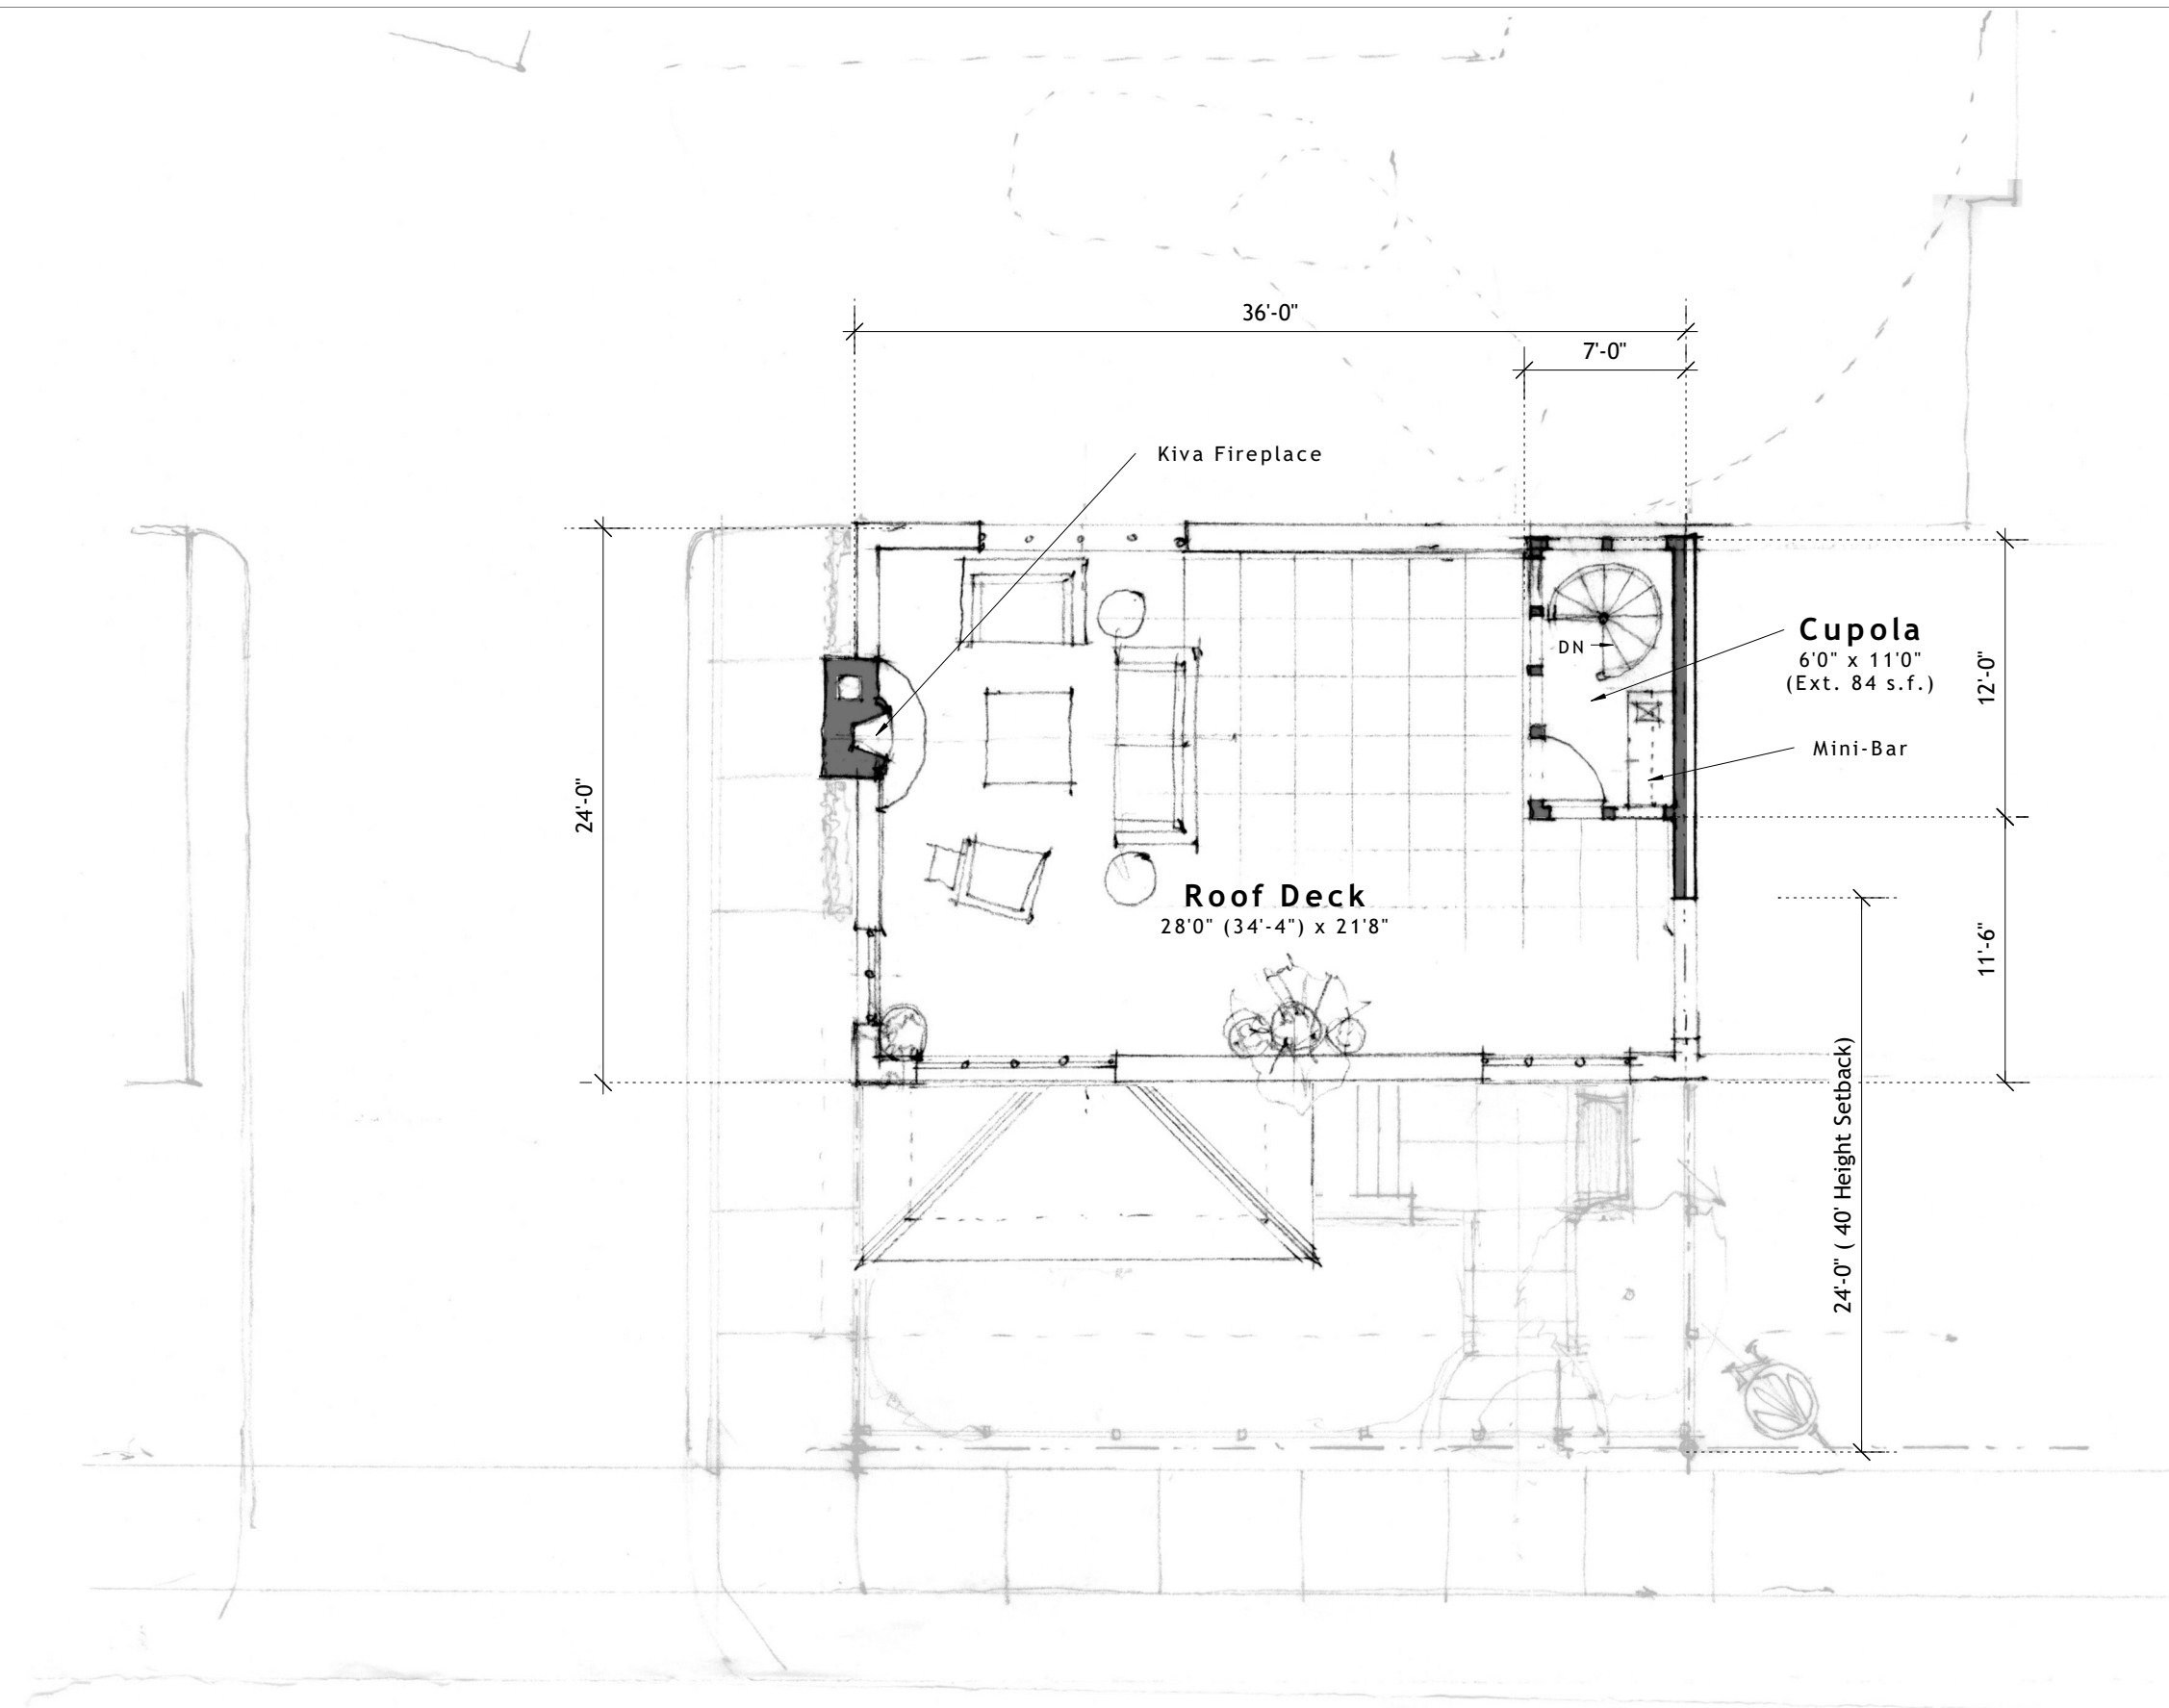 36'-0"
7'-0"
Kiva Fireplace
Cupola
6'0" x 11'0"
(Ext. 84 s.f.)
DN
12'-0"
Mini-Bar
24'-0"
Roof Deck
28'0" (34'-4") x 21'8"
11'-6"
24'-0" ( 40' Height Setback)